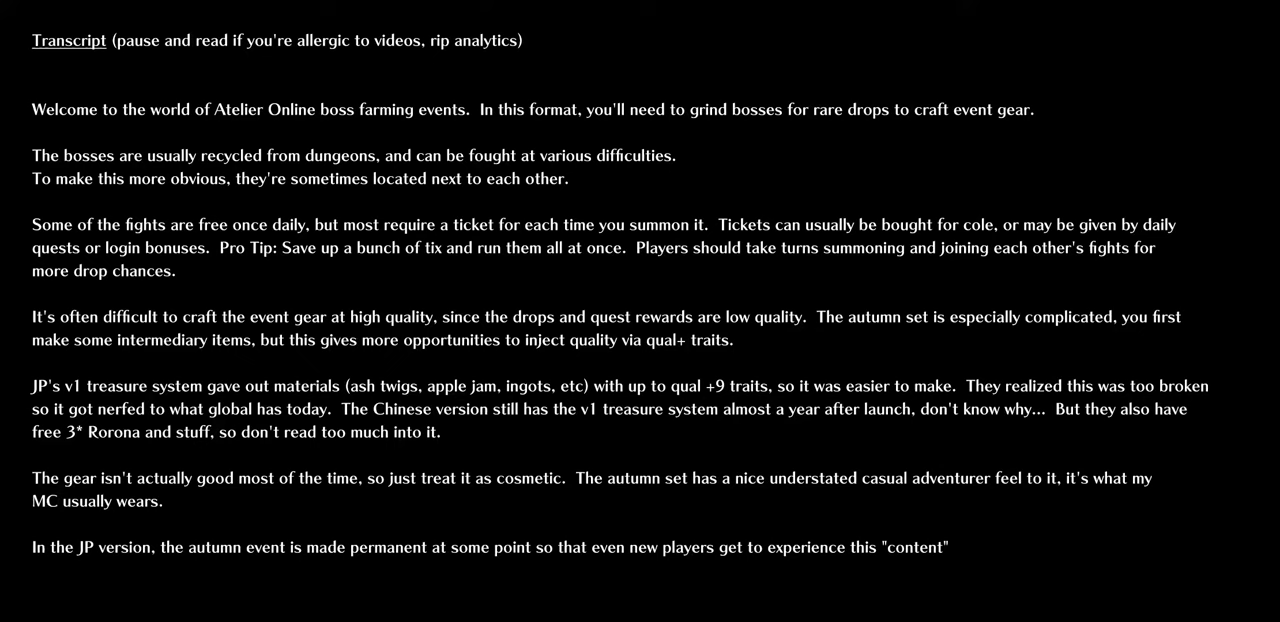 Transcript (pause and read if you're allergic to videos, rip analytics)
Welcome to the world of Atelier Online boss farming events.  In this format, you'll need to grind bosses for rare drops to craft event gear.
The bosses are usually recycled from dungeons, and can be fought at various difficulties.
To make this more obvious, they're sometimes located next to each other.
Some of the fights are free once daily, but most require a ticket for each time you summon it.  Tickets can usually be bought for cole, or may be given by daily
quests or login bonuses.  Pro Tip: Save up a bunch of tix and run them all at once.  Players should take turns summoning and joining each other's fights for
more drop chances.
It's often difficult to craft the event gear at high quality, since the drops and quest rewards are low quality.  The autumn set is especially complicated, you first
make some intermediary items, but this gives more opportunities to inject quality via qual+ traits.
JP's v1 treasure system gave out materials (ash twigs, apple jam, ingots, etc) with up to qual +9 traits, so it was easier to make.  They realized this was too broken
so it got nerfed to what global has today.  The Chinese version still has the v1 treasure system almost a year after launch, don't know why...  But they also have
free 3* Rorona and stuff, so don't read too much into it.
The gear isn't actually good most of the time, so just treat it as cosmetic.  The autumn set has a nice understated casual adventurer feel to it, it's what my
MC usually wears.
In the JP version, the autumn event is made permanent at some point so that even new players get to experience this "content"